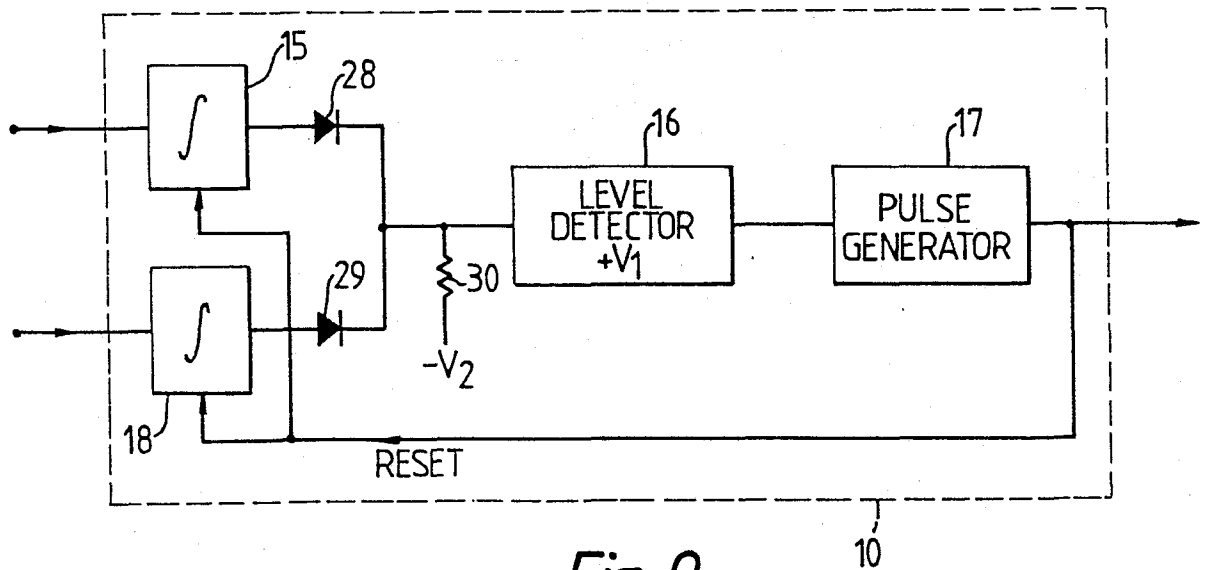 15
28
∫
16
17
LEVEL
DETECTOR
+V1
PULSE
GENERATOR
29
30
∫
-V2
18
RESET
10